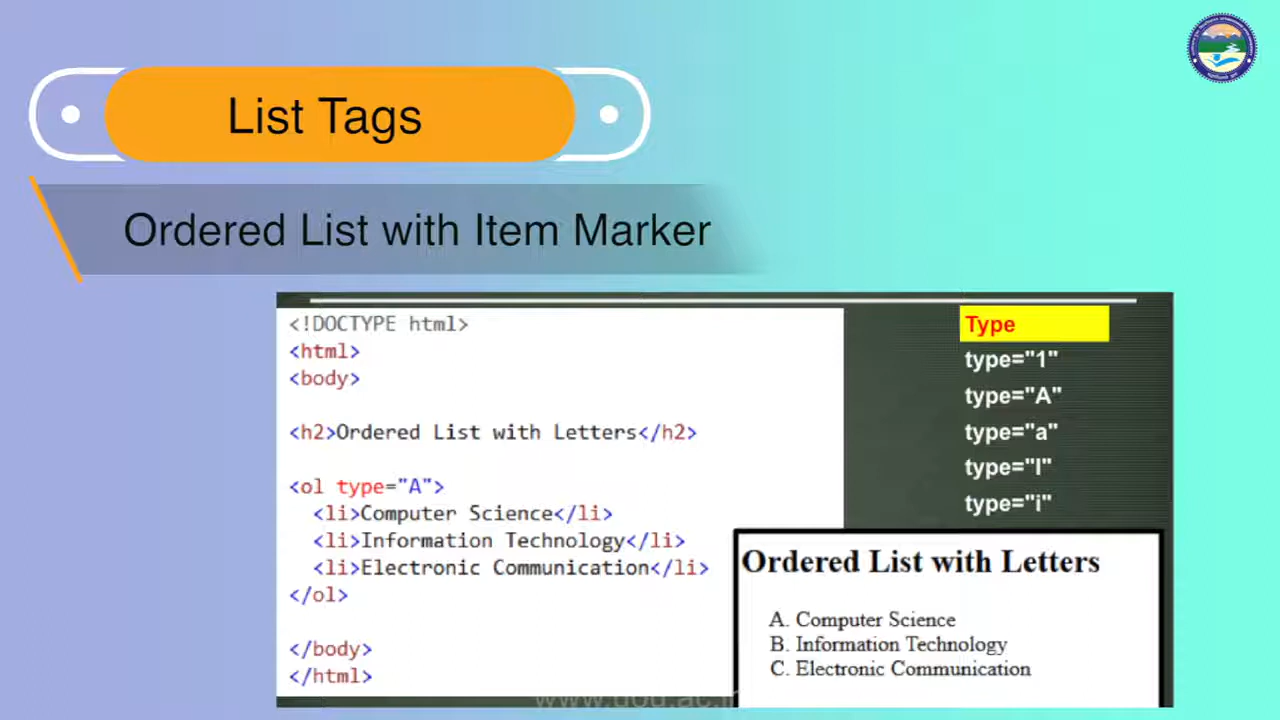 List Tags
Ordered List with Item Marker
<!DOCTYPE html>
<html>
<body>
<h2>Ordered List with Letters</h2>
<ol type="A">
<li>Computer Science</li>
<li>Information Technology</li>
<li>Electronic Communication</li>
</ol>
</body>
</html>
Type
type="1"
type="A"
type="a"
type="I"
type="i"
Ordered List with Letters
A. Computer Science
B. Information Technology
C. Electronic Communication